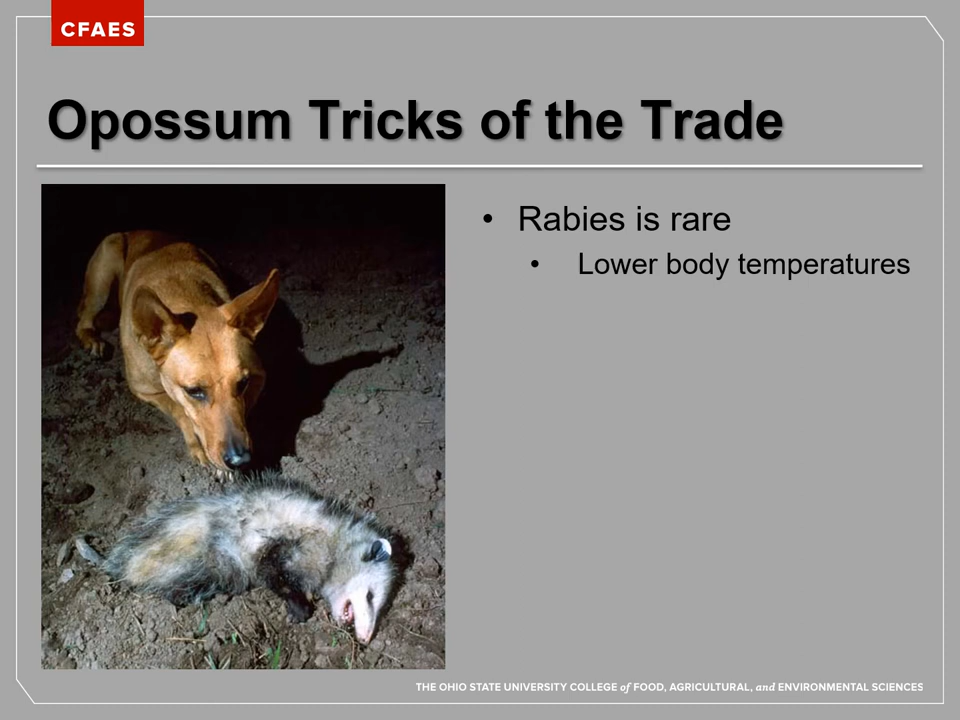 CFAES
Opossum Tricks of the Trade
• Rabies is rare
• Lower body temperatures
THE OHIO STATE UNIVERSITY COLLEGE of FOOD, AGRICULTURAL, and ENVIRONMENTAL SCIENCES